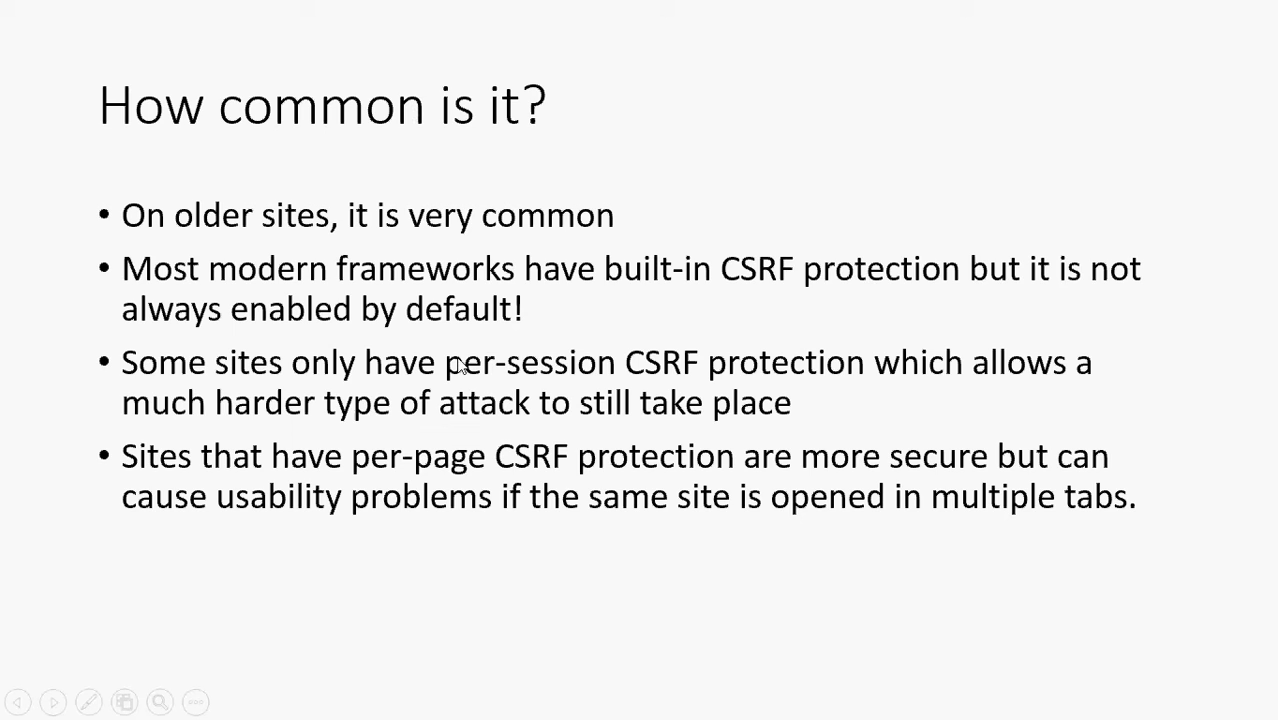 How common is it?
• On older sites, it is very common
• Most modern frameworks have built-in CSRF protection but it is not
always enabled by default!
• Some sites only have per-session CSRF protection which allows a
much harder type of attack to still take place
• Sites that have per-page CSRF protection are more secure but can
cause usability problems if the same site is opened in multiple tabs.